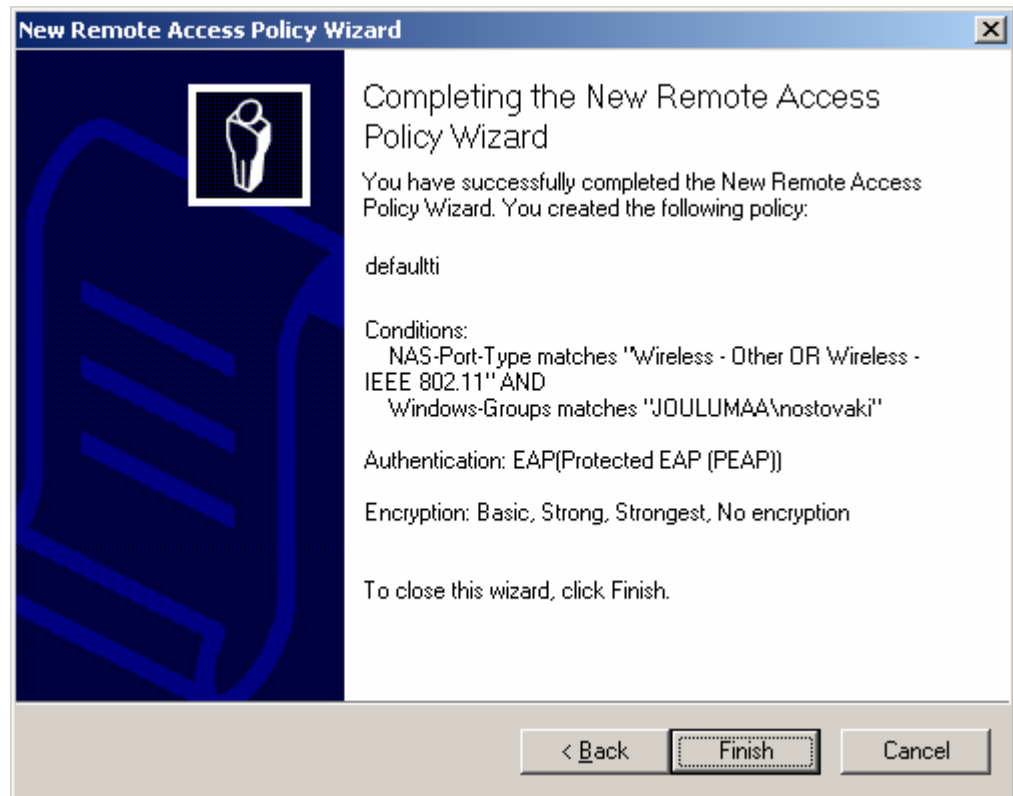 New Remote Access Policy Wizard
Completing the New Remote Access
Policy Wizard
You have successfully completed the New Remote Access
Policy Wizard. You created the following policy:
defaultti
Conditions:
NAS-Port-Type matches "Wireless - Other OR Wireless -
IEEE 802.11" AND
Windows-Groups matches "JOULUMAA\nostovaki"
Authentication: EAP(Protected EAP (PEAP))
Encryption: Basic, Strong, Strongest, No encryption
To close this wizard, click Finish.
< Back Finish Cancel